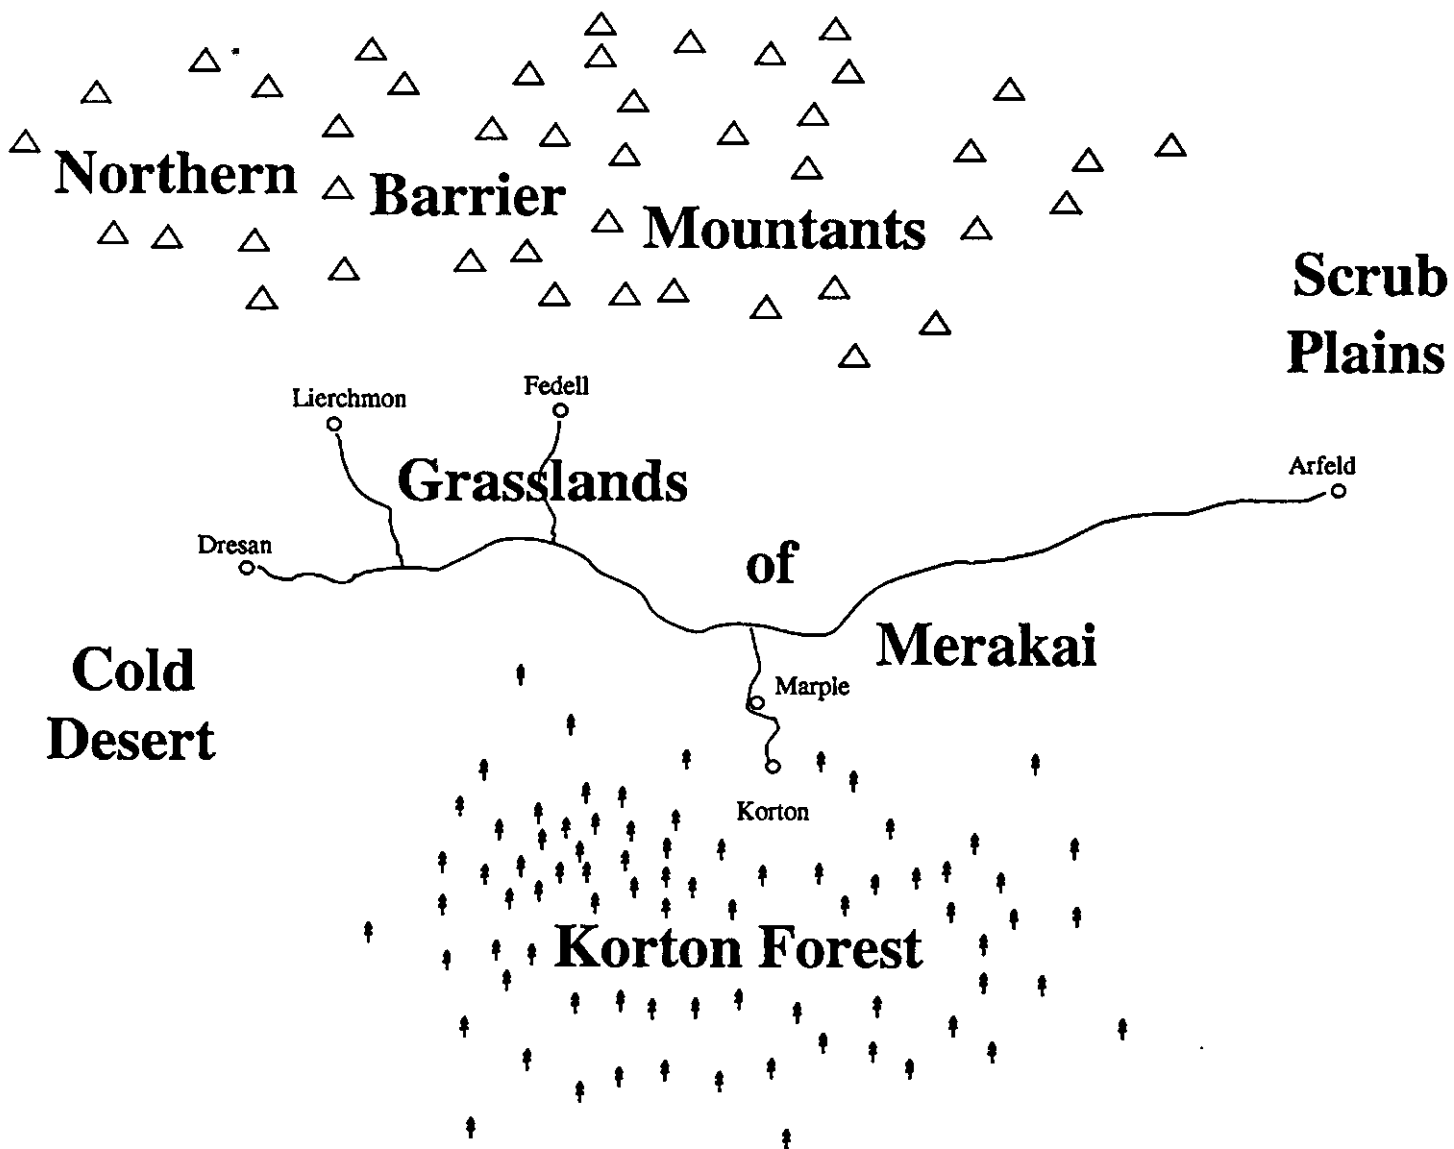 Northern
Barrier
Mountants
Scrub
Plains
Fedell
Lierchmon
Grasslands
Arfeld
Dresan
of
Merakai
Cold
Desert
Marple
Korton
Korton Forest